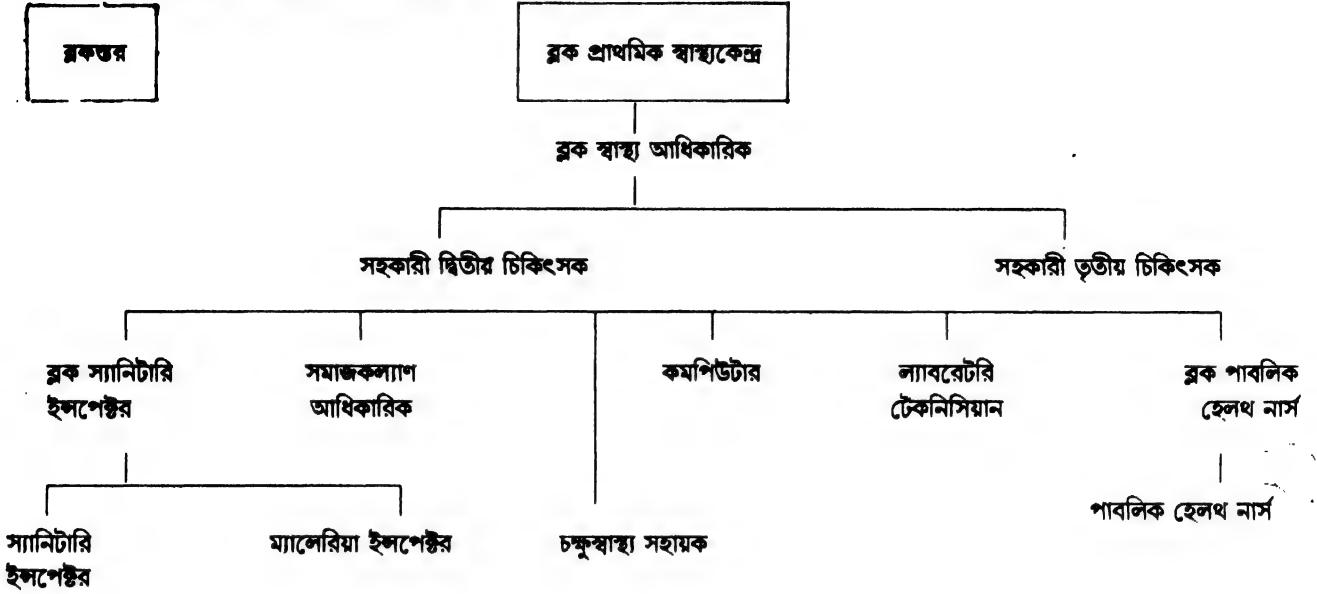 ব্লকস্তর
ব্লক প্রাথমিক স্বাস্থ্যকেন্দ্র
ব্লক স্বাস্থ্য আধিকারিক
সহকারী দ্বিতীয় চিকিৎসক
সহকারী তৃতীয় চিকিৎসক
ব্লক স্যানিটারি
ইন্সপেক্টর
সমাজকল্যাণ
আধিকারিক
কমপিউটার
ল্যাবরেটরি
টেকনিসিয়ান
ব্লক পাবলিক
হেলথ নার্স
স্যানিটারি
ইন্সপেক্টর
ম্যালেরিয়া ইন্সপেক্টর
চক্ষুস্বাস্থ্য সহায়ক
পাবলিক হেলথ নার্স